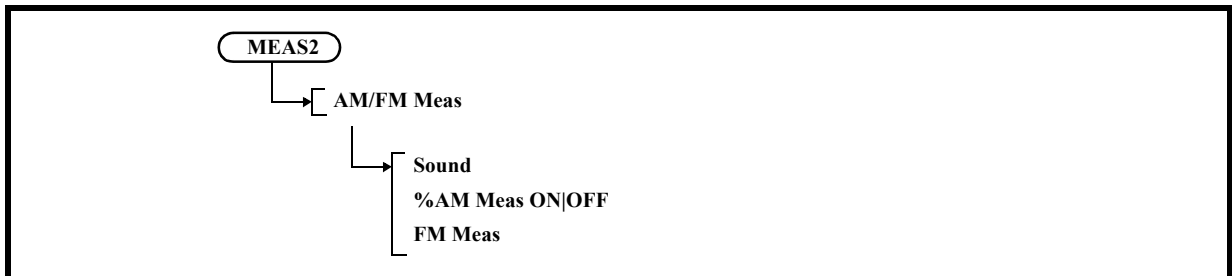 MEAS2
AM/FM Meas
Sound
%AM Meas ON|OFF
FM Meas